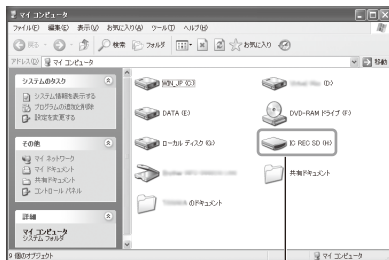 マイ コンピュータ
ファイル(F) 編集(E) 表示(V) お気に入り(A) ツール(T) ヘルプ(H)
戻る 検索 フォルダ お気に入り
アドレス(D) マイ コンピュータ 移動
システムのタスク
システム情報を表示する
プログラムの追加と削除
設定を変更する
その他
マイ ネットワーク
マイ ドキュメント
共有ドキュメント
コントロール パネル
詳細
マイ コンピュータ
システム フォルダ
WIN_JP (C:)
(D:)
DATA (E:)
DVD-RAM ドライブ (F:)
ローカル ディスク (G:)
IC REC SD (H:)
共有ドキュメント
のドキュメント
9 個のオブジェクト マイ コンピュータ